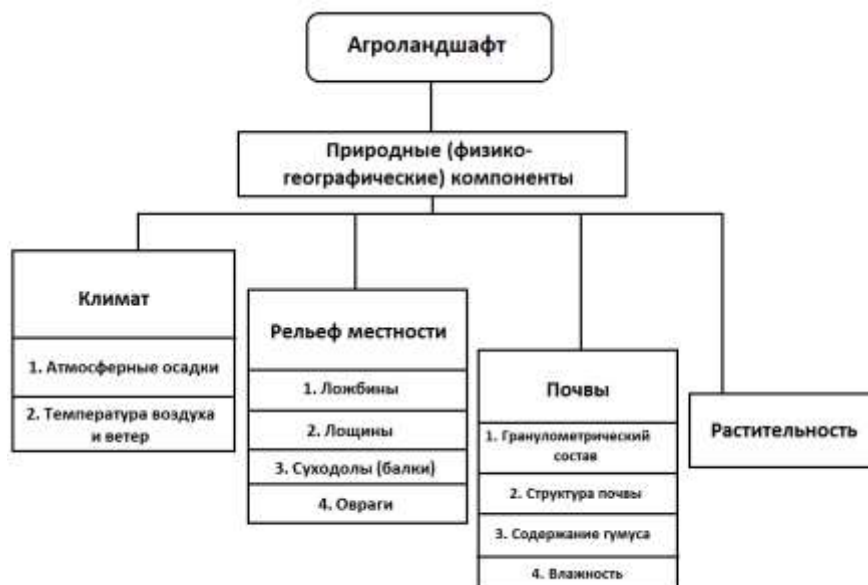 Агроландшафт
Природные (физико-
географические) компоненты
Климат
1. Атмосферные осадки
2. Температура воздуха
и ветер
Рельеф местности
1. Ложбины
2. Лощины
3. Суходолы (балки)
4. Овраги
Почвы
1. Гранулометрический
состав
2. Структура почвы
3. Содержание гумуса
4. Влажность
Растительность